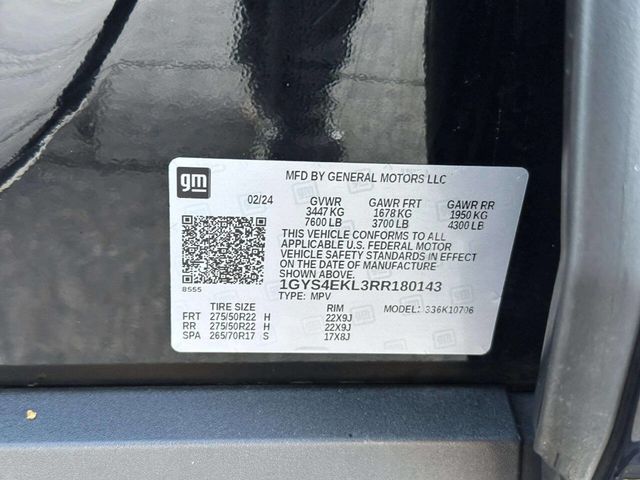 gm
MFD BY GENERAL MOTORS LLC
02/24 GVWR GAWR FRT GAWR RR
3447 KG 1678 KG 1950 KG
7600 LB 3700 LB 4300 LB
THIS VEHICLE CONFORMS TO ALL
APPLICABLE U.S. FEDERAL MOTOR
VEHICLE SAFETY STANDARDS IN EFFECT
ON THE DATE OF MANUFACTURE
SHOWN ABOVE.
8555
1GYS4EKL3RR180143
TYPE: MPV MODEL: 336K10706
TIRE SIZE RIM
FRT 275/50R22 H 22X9J
RR 275/50R22 H 22X9J
SPA 265/70R17 S 17X8J